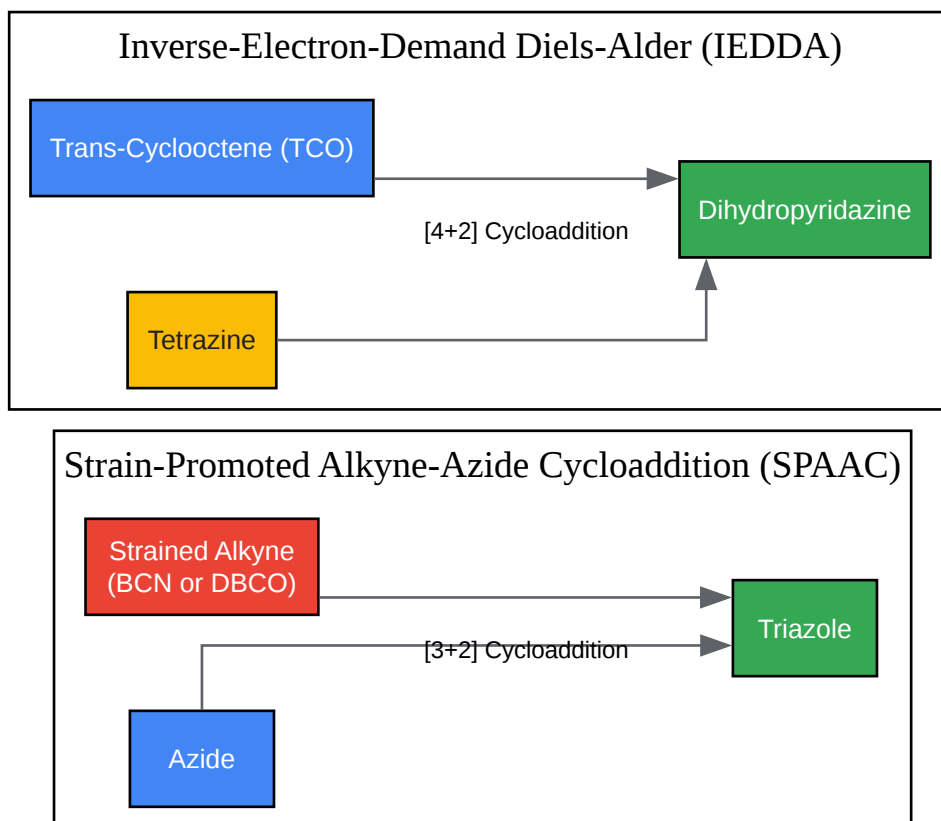 Inverse-Electron-Demand Diels-Alder (IEDDA)
Trans-Cyclooctene (TCO)
Dihydropyridazine
[4+2] Cycloaddition
Tetrazine
Strain-Promoted Alkyne-Azide Cycloaddition (SPAAC)
Strained Alkyne
(BCN or DBCO)
Triazole
[3+2] Cycloaddition
Azide